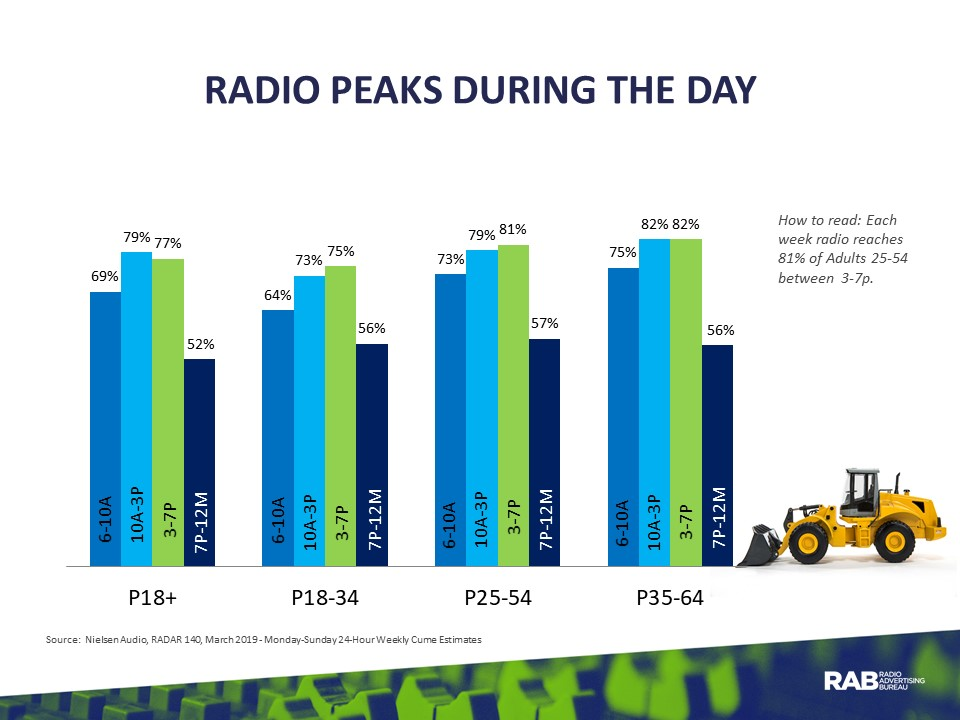 RADIO PEAKS DURING THE DAY
How to read: Each
week radio reaches
81% of Adults 25-54
between 3-7p.
69%
79%
77%
52%
64%
73%
75%
56%
73%
79%
81%
57%
75%
82%
82%
56%
6-10A
10A-3P
3-7P
7P-12M
6-10A
10A-3P
3-7P
7P-12M
6-10A
10A-3P
3-7P
7P-12M
6-10A
10A-3P
3-7P
7P-12M
P18+
P18-34
P25-54
P35-64
Source: Nielsen Audio, RADAR 140, March 2019 - Monday-Sunday 24-Hour Weekly Cume Estimates
RAB
RADIO
ADVERTISING
BUREAU